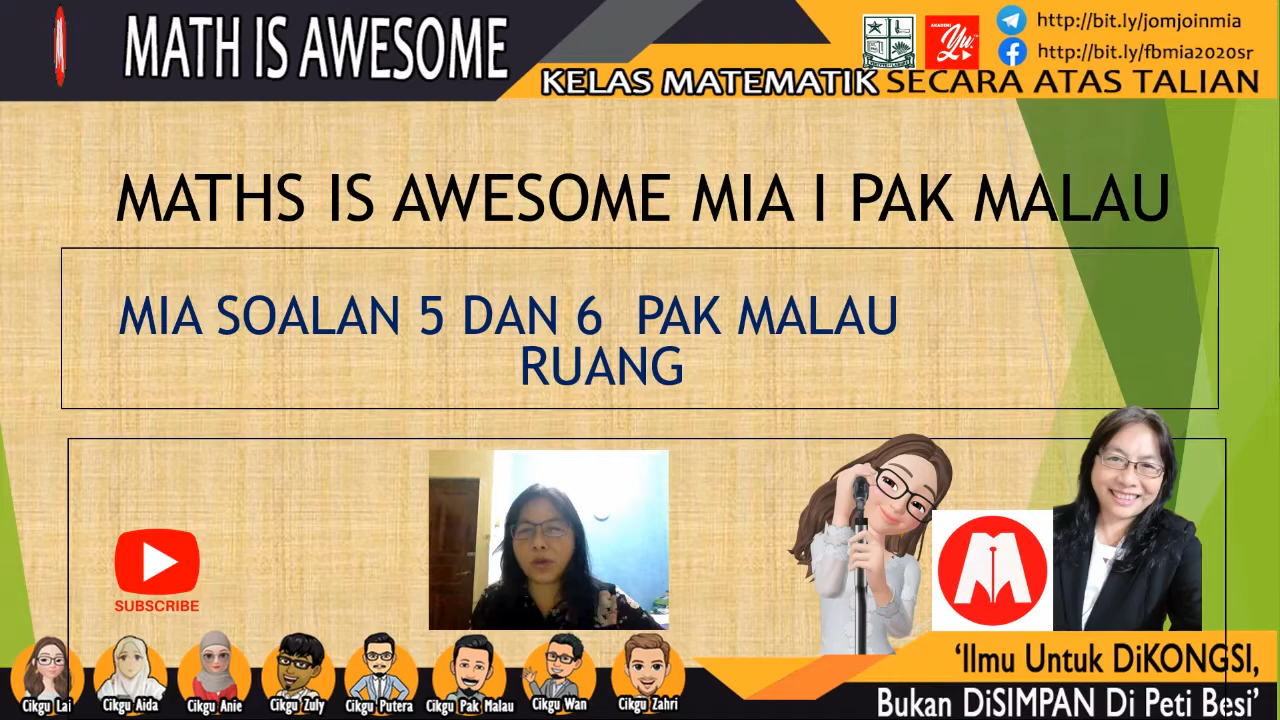 MATH IS AWESOME
http://bit.ly/jomjoinmia
http://bit.ly/fbmia2020sr
KELAS MATEMATIK SECARA ATAS TALIAN
MATHS IS AWESOME MIA I PAK MALAU
MIA SOALAN 5 DAN 6 PAK MALAU
RUANG
SUBSCRIBE
Cikgu Lai
Cikgu Aida
Cikgu Anie
Cikgu Zuly
Cikgu Putera
Cikgu Pak Malau
Cikgu Wan
Cikgu Zahri
‘Ilmu Untuk DiKONGSI,
Bukan DiSIMPAN Di Peti Besi’